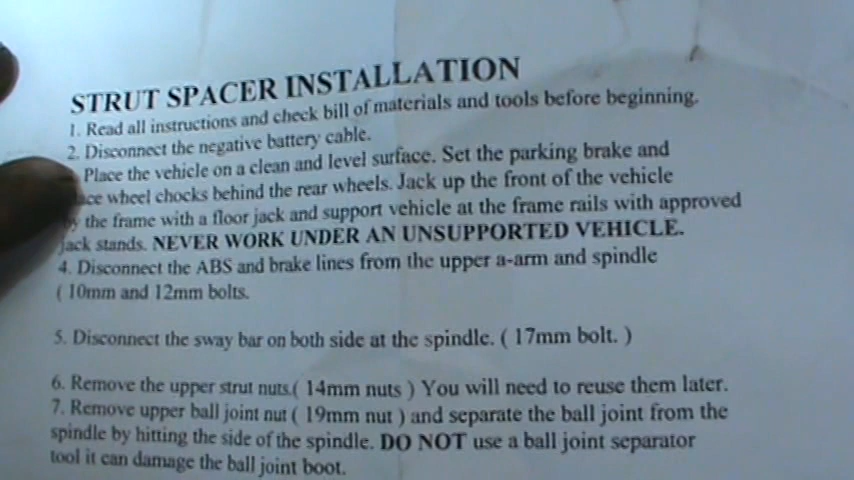 STRUT SPACER INSTALLATION
1. Read all instructions and check bill of materials and tools before beginning.
2. Disconnect the negative battery cable.
Place the vehicle on a clean and level surface. Set the parking brake and
wheel chocks behind the rear wheels. Jack up the front of the vehicle
by the frame with a floor jack and support vehicle at the frame rails with approved
jack stands. NEVER WORK UNDER AN UNSUPPORTED VEHICLE.
4. Disconnect the ABS and brake lines from the upper a-arm and spindle
( 10mm and 12mm bolts.
5. Disconnect the sway bar on both side at the spindle. ( 17mm bolt. )
6. Remove the upper strut nuts.( 14mm nuts ) You will need to reuse them later.
7. Remove upper ball joint nut ( 19mm nut ) and separate the ball joint from the
spindle by hitting the side of the spindle. DO NOT use a ball joint separator
tool it can damage the ball joint boot.